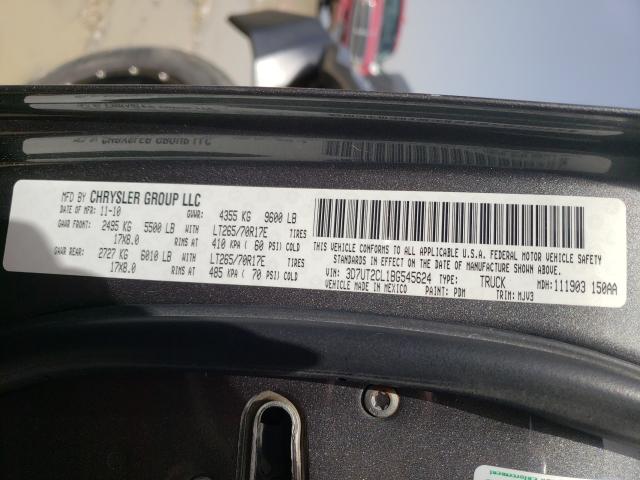 MFD BY CHRYSLER GROUP LLC
DATE OF MFR: 11-10 GVWR: 4355 KG 9600 LB
GAWR FRONT: 2495 KG 5500 LB LT265/70R17E TIRES
17X8.0 RIMS AT 410 KPA ( 60 PSI) COLD
GAWR REAR: 2727 KG 6010 LB LT265/70R17E TIRES
17X8.0 RIMS AT 485 KPA ( 70 PSI) COLD
THIS VEHICLE CONFORMS TO ALL APPLICABLE U.S.A. FEDERAL MOTOR VEHICLE SAFETY
STANDARDS IN EFFECT ON THE DATE OF MANUFACTURE SHOWN ABOVE
VIN: 3D7UT2CL1BG545624 TYPE: TRUCK MDH: 111903 150AA
VEHICLE MADE IN MEXICO PAINT: PDM TRIM: MJV3